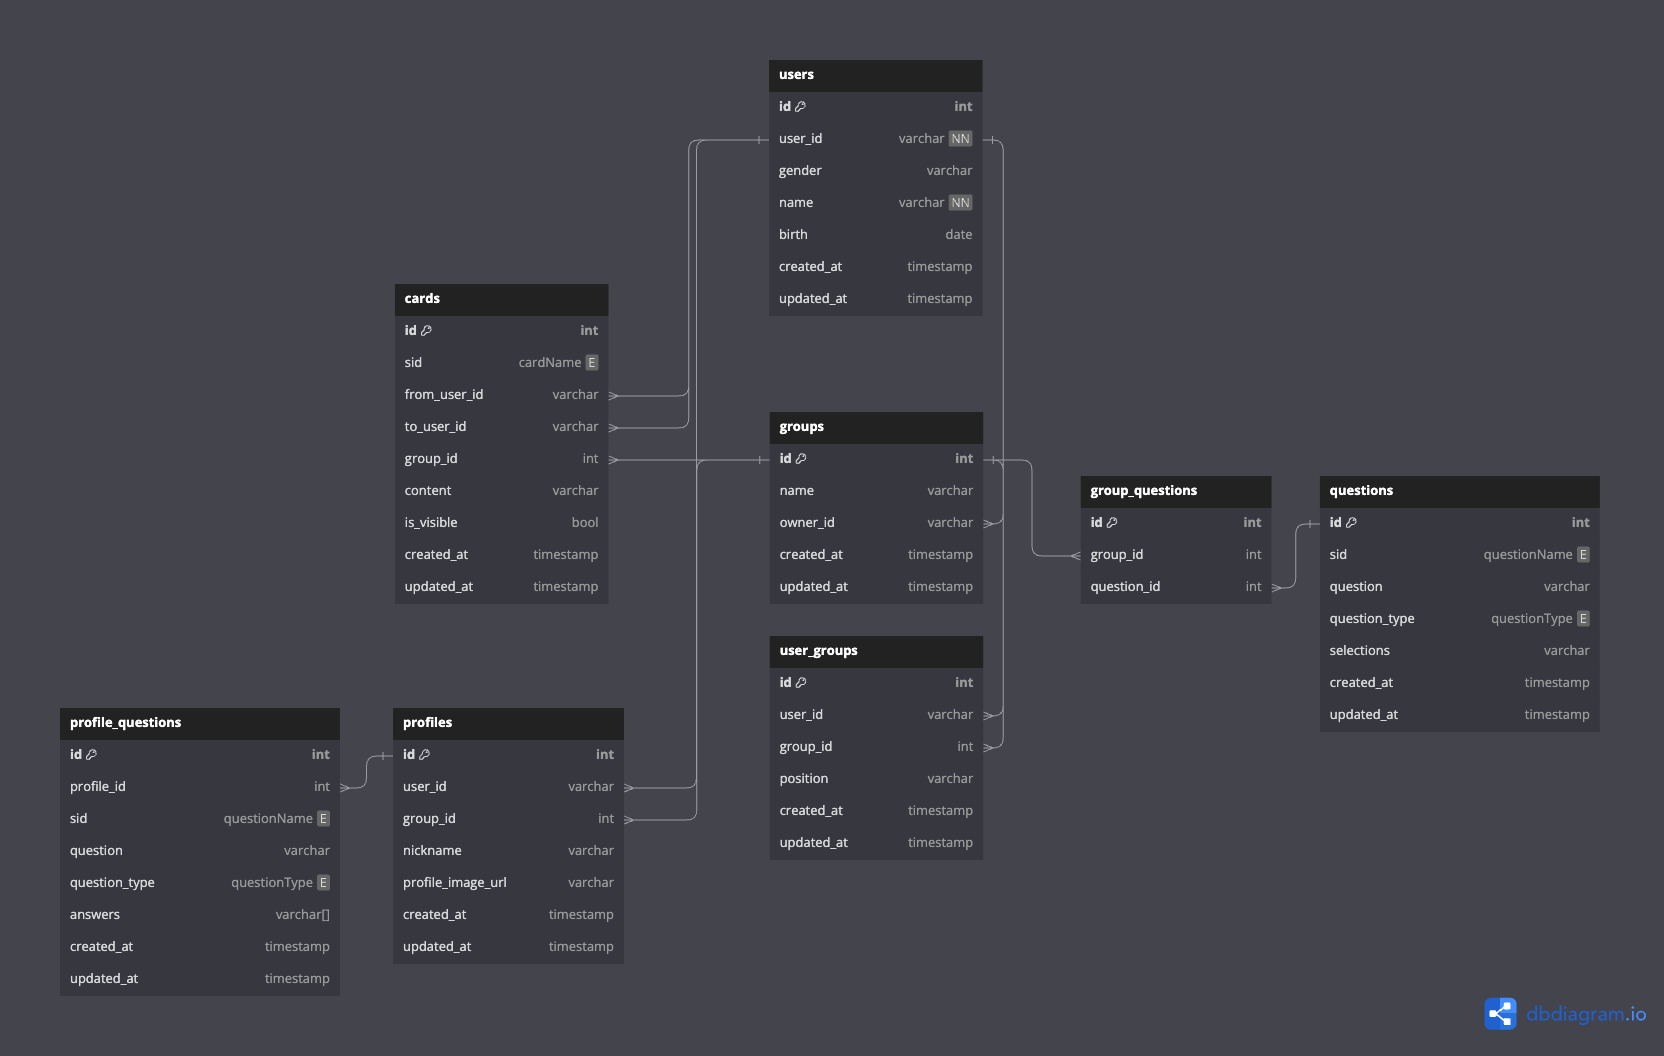 users
id int
user_id varchar NN
gender varchar
name varchar NN
birth date
created_at timestamp
updated_at timestamp
cards
id int
sid cardName E
from_user_id varchar
to_user_id varchar
group_id int
content varchar
is_visible bool
created_at timestamp
updated_at timestamp
groups
id int
name varchar
owner_id varchar
created_at timestamp
updated_at timestamp
group_questions
id int
group_id int
question_id int
questions
id int
sid questionName E
question varchar
question_type questionType E
selections varchar
created_at timestamp
updated_at timestamp
user_groups
id int
user_id varchar
group_id int
position varchar
created_at timestamp
updated_at timestamp
profile_questions
id int
profile_id int
sid questionName E
question varchar
question_type questionType E
answers varchar[]
created_at timestamp
updated_at timestamp
profiles
id int
user_id varchar
group_id int
nickname varchar
profile_image_url varchar
created_at timestamp
updated_at timestamp
dbdiagram.io